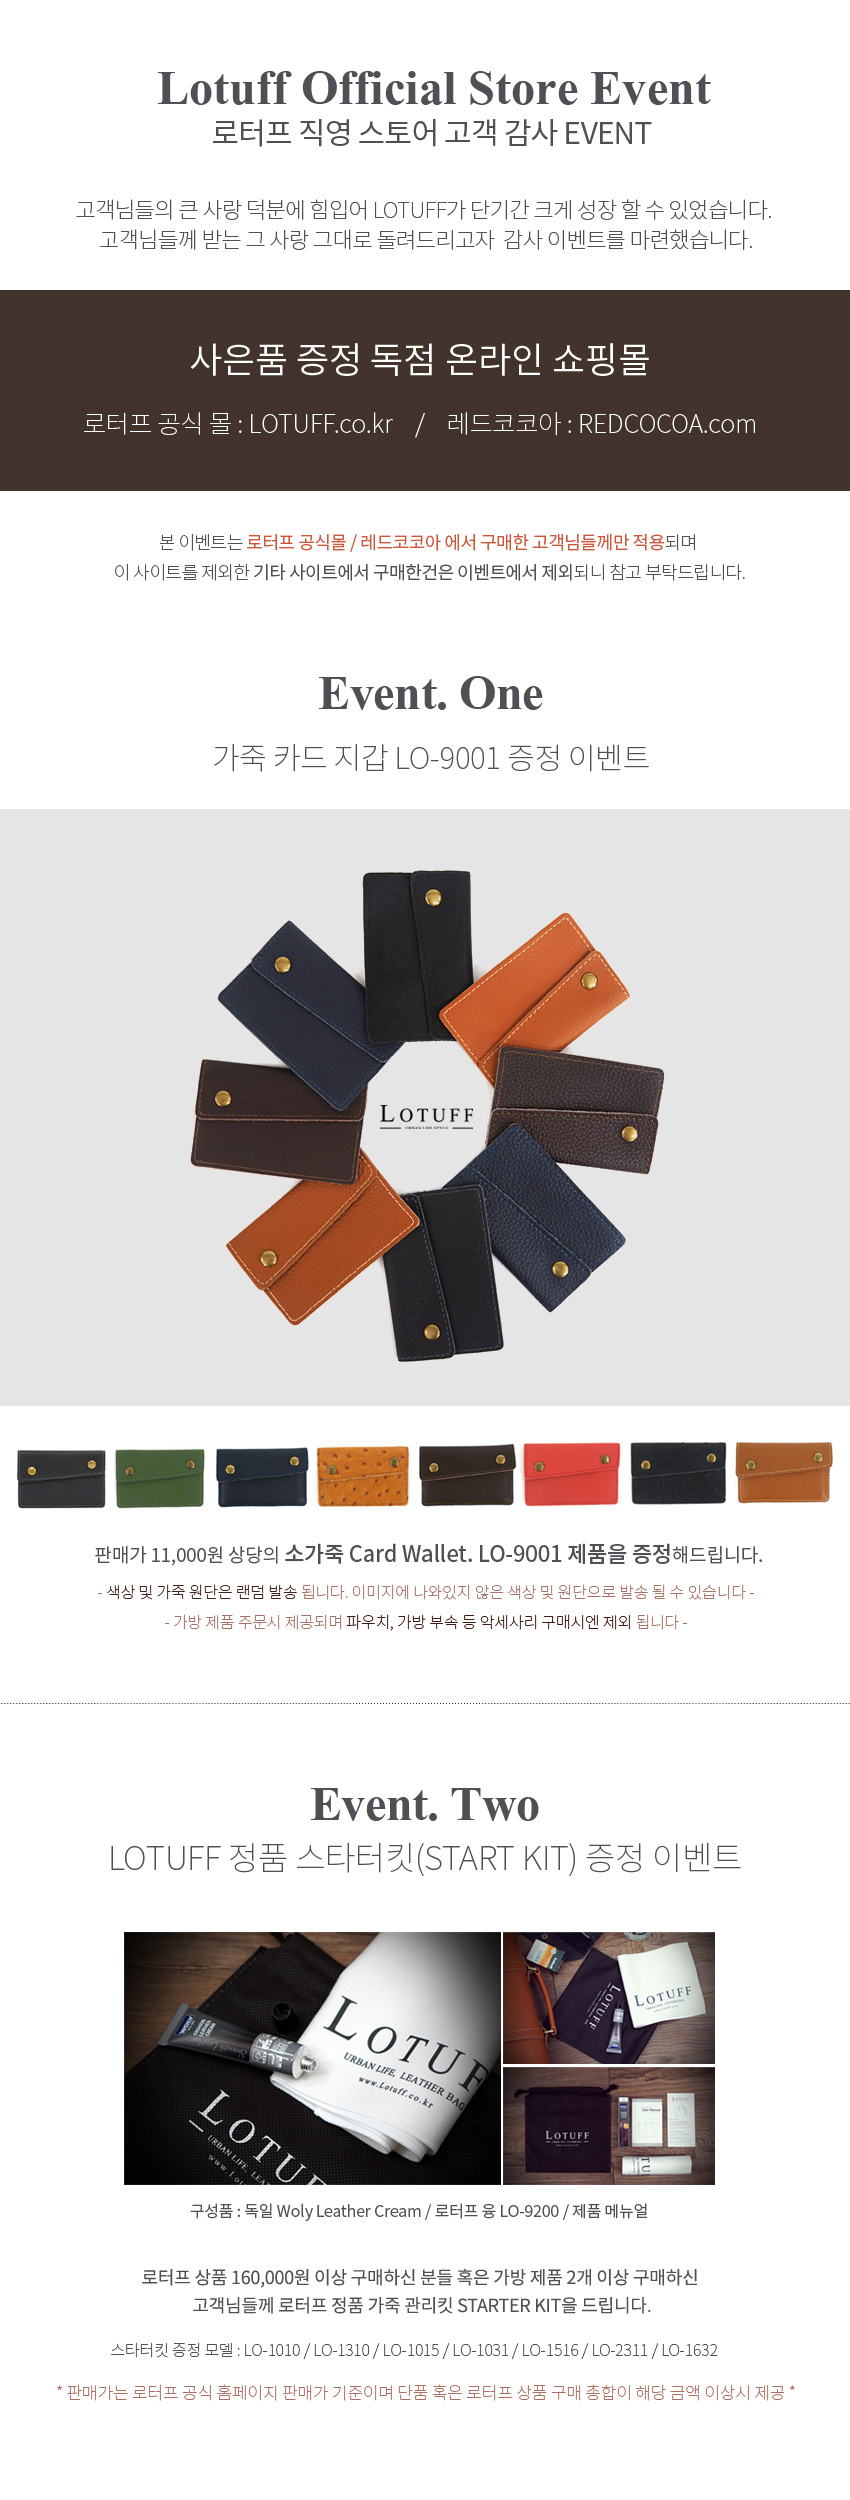 Lotuff Official Store Event
로터프 직영 스토어 고객 감사 EVENT
고객님들의 큰 사랑 덕분에 힘입어 LOTUFF가 단기간 크게 성장 할 수 있었습니다.
고객님들께 받는 그 사랑 그대로 돌려드리고자 감사 이벤트를 마련했습니다.
사은품 증정 독점 온라인 쇼핑몰
로터프 공식 몰 : LOTUFF.co.kr / 레드코코아 : REDCOCOA.com
본 이벤트는 로터프 공식몰 / 레드코코아 에서 구매한 고객님들께만 적용되며
이 사이트를 제외한 기타 사이트에서 구매한건은 이벤트에서 제외되니 참고 부탁드립니다.
Event. One
가죽 카드 지갑 LO-9001 증정 이벤트
LOTUFF
URBAN LIFE STYLE
판매가 11,000원 상당의 소가죽 Card Wallet. LO-9001 제품을 증정해드립니다.
- 색상 및 가죽 원단은 랜덤 발송 됩니다. 이미지에 나와있지 않은 색상 및 원단으로 발송 될 수 있습니다 -
- 가방 제품 주문시 제공되며 파우치, 가방 부속 등 악세사리 구매시엔 제외 됩니다 -
Event. Two
LOTUFF 정품 스타터킷(START KIT) 증정 이벤트
LOTUF
URBAN LIFE, LEATHER BAG
www.Lotuff.co.kr
WOLY
LOTUF
URBAN LIFE, LEA
www.Lot
LOTUFF
LOTUFF
LOTUFF
구성품 : 독일 Woly Leather Cream / 로터프 융 LO-9200 / 제품 메뉴얼
로터프 상품 160,000원 이상 구매하신 분들 혹은 가방 제품 2개 이상 구매하신
고객님들께 로터프 정품 가죽 관리킷 STARTER KIT을 드립니다.
스타터킷 증정 모델 : LO-1010 / LO-1310 / LO-1015 / LO-1031 / LO-1516 / LO-2311 / LO-1632
* 판매가는 로터프 공식 홈페이지 판매가 기준이며 단품 혹은 로터프 상품 구매 총합이 해당 금액 이상시 제공 *